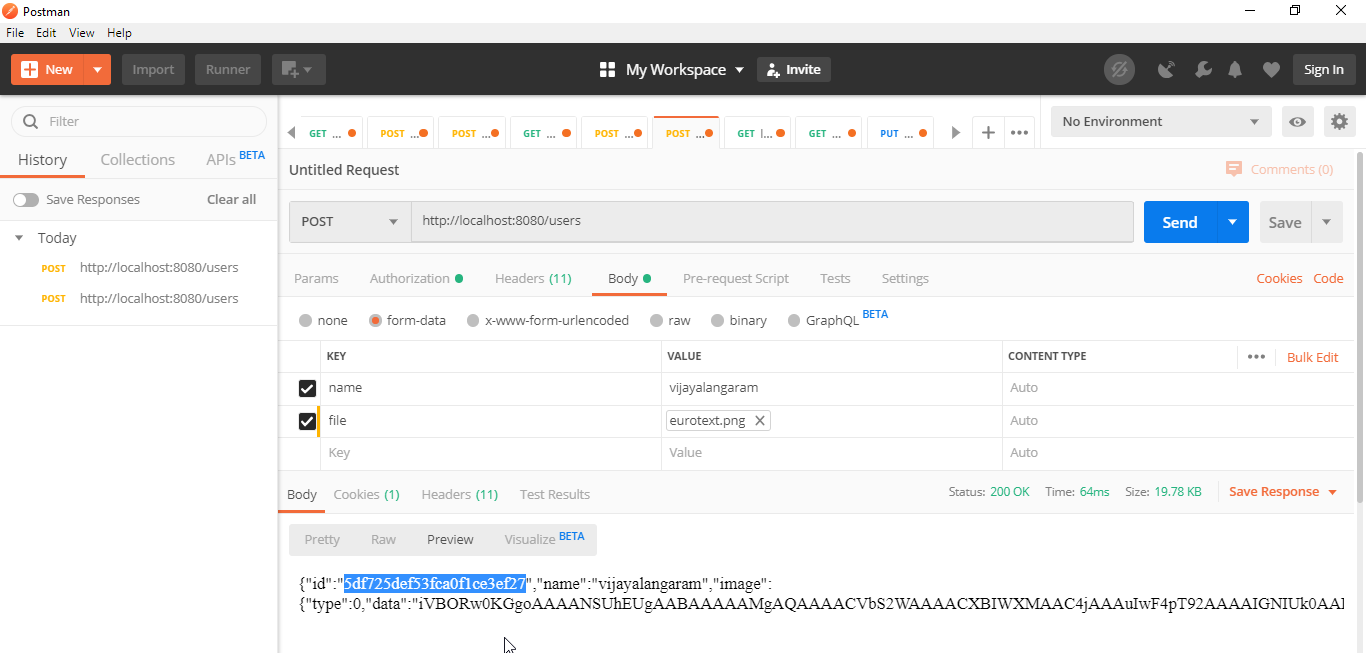 Postman
File Edit View Help
New Import Runner My Workspace Invite Sign In
Filter
History Collections APIs BETA
Save Responses Clear all
Today
POST http://localhost:8080/users
POST http://localhost:8080/users
GET ... POST ... POST ... GET ... POST ... POST ... GET l... GET ... PUT ... + •••
No Environment
Untitled Request Comments (0)
POST http://localhost:8080/users Send Save
Params Authorization Headers (11) Body Pre-request Script Tests Settings Cookies Code
none form-data x-www-form-urlencoded raw binary GraphQL BETA
KEY VALUE CONTENT TYPE ••• Bulk Edit
name vijayalangaram Auto
file eurotext.png X Auto
Key Value Auto
Body Cookies (1) Headers (11) Test Results Status: 200 OK Time: 64ms Size: 19.78 KB Save Response
Pretty Raw Preview Visualize BETA
{"id":"5df725def53fca0f1ce3ef27","name":"vijayalangaram","image":
{"type":0,"data":"iVBORw0KGgoAAAANSUhEUgAABAAAAAMgAQAAAACVbS2WAAAACXBIWXMAAC4jAAAuIwF4pT92AAAAIGNIUk0AAI